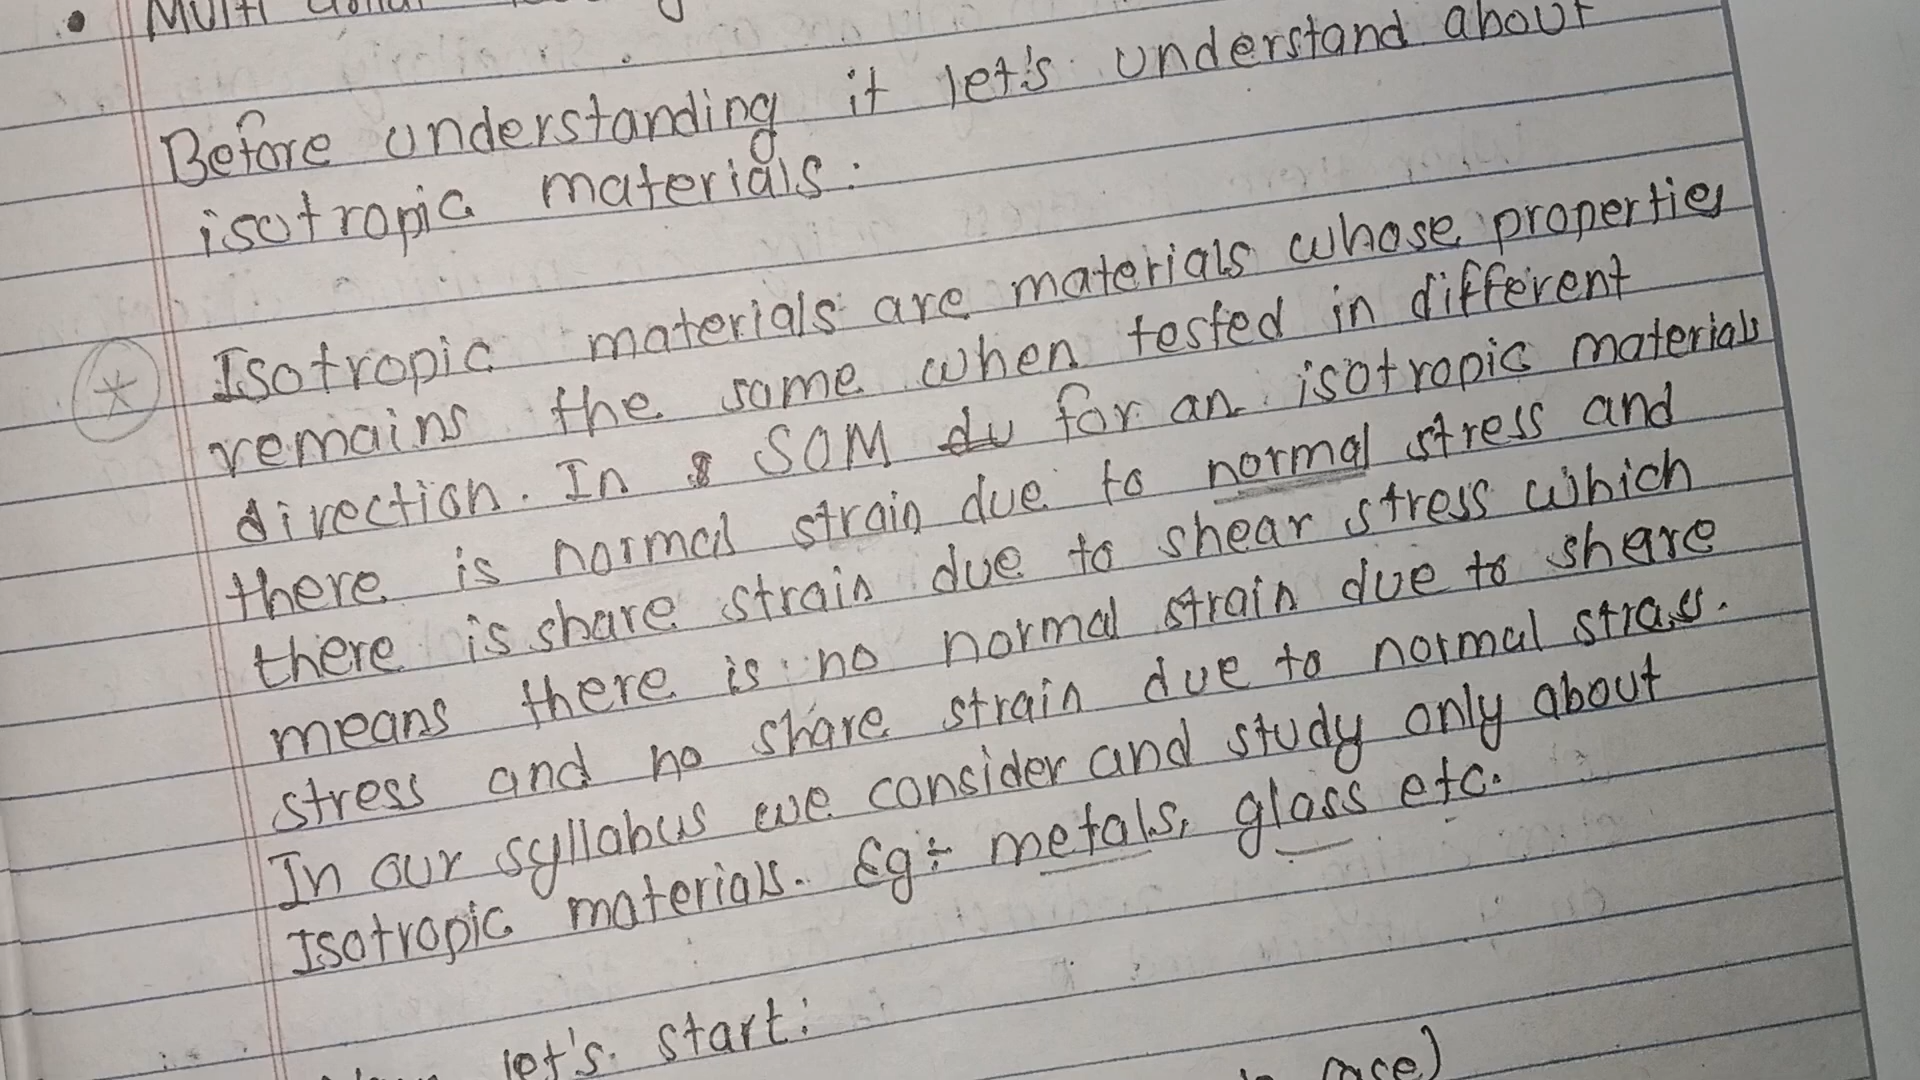 • Multi
Before understanding it let's understand about
isotropic materials:
Isotropic materials are materials whose properties
remains the same when tested in different
direction. In SOM du for an isotropic materials
there is normal strain due to normal stress and
there is share strain due to shear stress which
means there is no normal strain due to share
stress and no share strain due to normal stress.
In our syllabus we consider and study only about
Isotropic materials. Eg:- metals, glass etc.
let's start:
case)